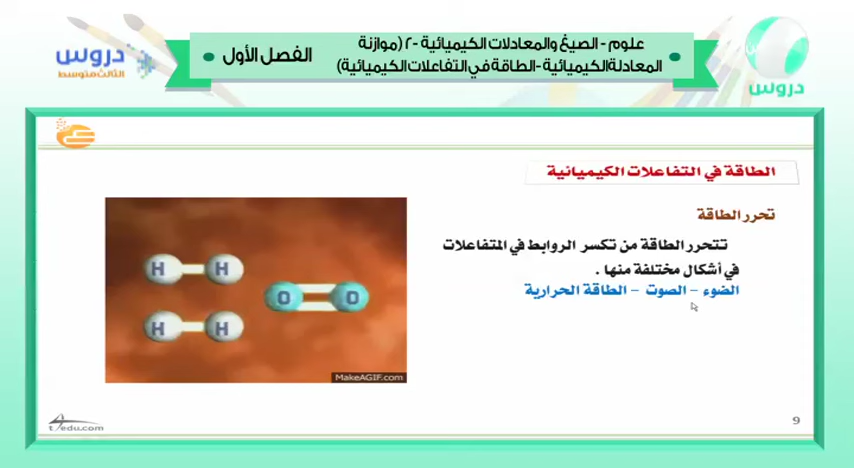 دروس
الثالث متوسط
الفصل الأول
علوم - الصيغ والمعادلات الكيميائية -٢ (موازنة
المعادلة الكيميائية - الطاقة في التفاعلات الكيميائية)
دروس
الطاقة في التفاعلات الكيميائية
تحرر الطاقة
تتحرر الطاقة من تكسر الروابط في المتفاعلات
في أشكال مختلفة منها .
الضوء – الصوت – الطاقة الحرارية
H H
O O
H H
MakeAGIF.com
t4edu.com
9